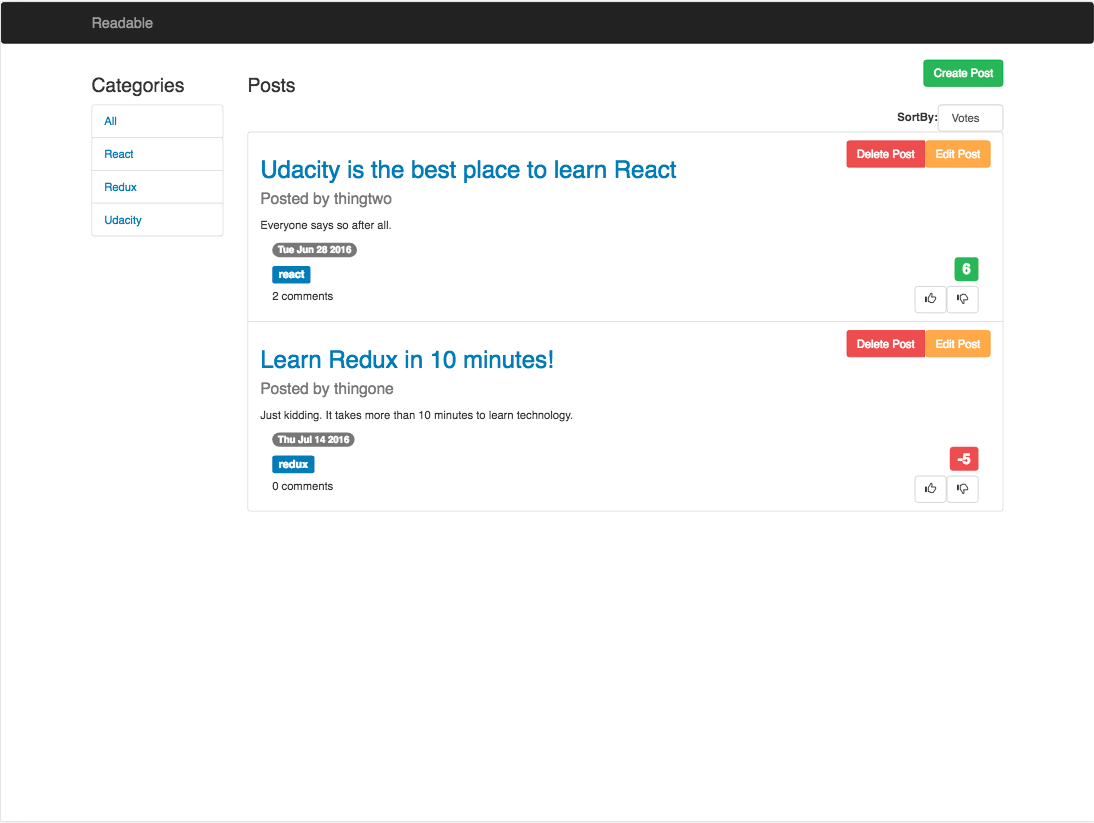 Readable
Categories
All
React
Redux
Udacity
Posts
Create Post
SortBy: Votes
Delete Post Edit Post
Udacity is the best place to learn React
Posted by thingtwo
Everyone says so after all.
Tue Jun 28 2016
react
6
2 comments
Delete Post Edit Post
Learn Redux in 10 minutes!
Posted by thingone
Just kidding. It takes more than 10 minutes to learn technology.
Thu Jul 14 2016
redux
-5
0 comments